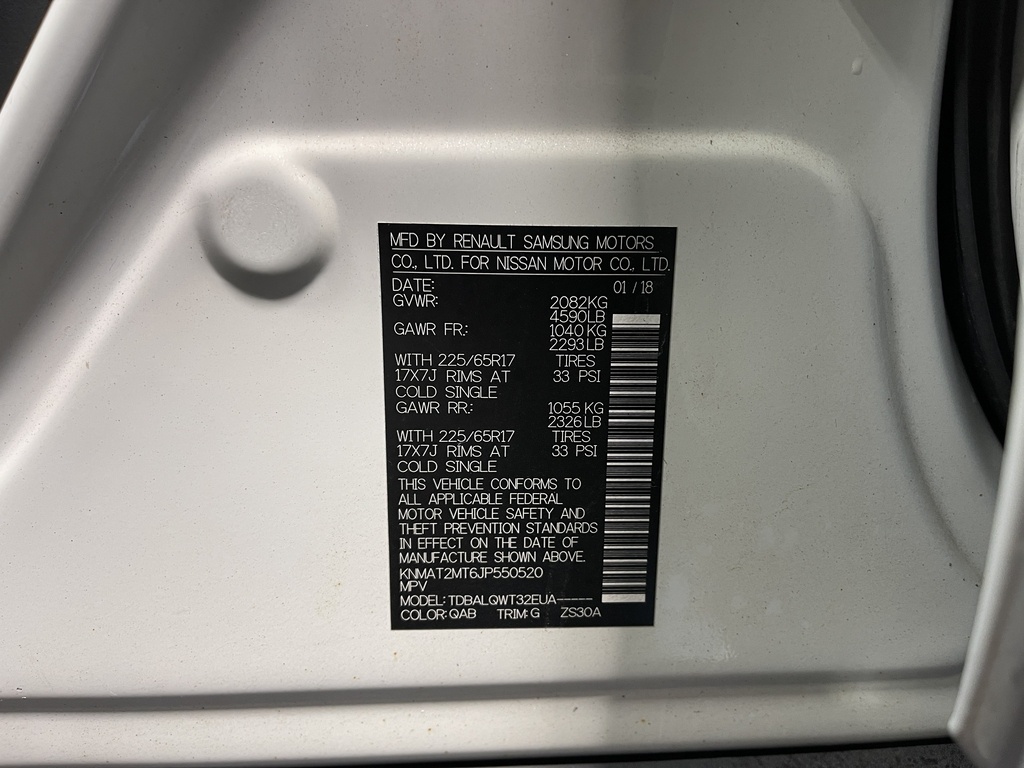 MFD BY RENAULT SAMSUNG MOTORS
CO., LTD. FOR NISSAN MOTOR CO., LTD.
DATE: 01 / 18
GVWR: 2082KG
4590LB
GAWR FR.: 1040 KG
2293 LB
WITH 225/65R17 TIRES
17X7J RIMS AT 33 PSI
COLD SINGLE
GAWR RR.: 1055 KG
2326 LB
WITH 225/65R17 TIRES
17X7J RIMS AT 33 PSI
COLD SINGLE
THIS VEHICLE CONFORMS TO
ALL APPLICABLE FEDERAL
MOTOR VEHICLE SAFETY AND
THEFT PREVENTION STANDARDS
IN EFFECT ON THE DATE OF
MANUFACTURE SHOWN ABOVE.
KNMAT2MT6JP550520
MPV
MODEL: TDBALQWT32EUA-----
COLOR: QAB TRIM: G ZS30A